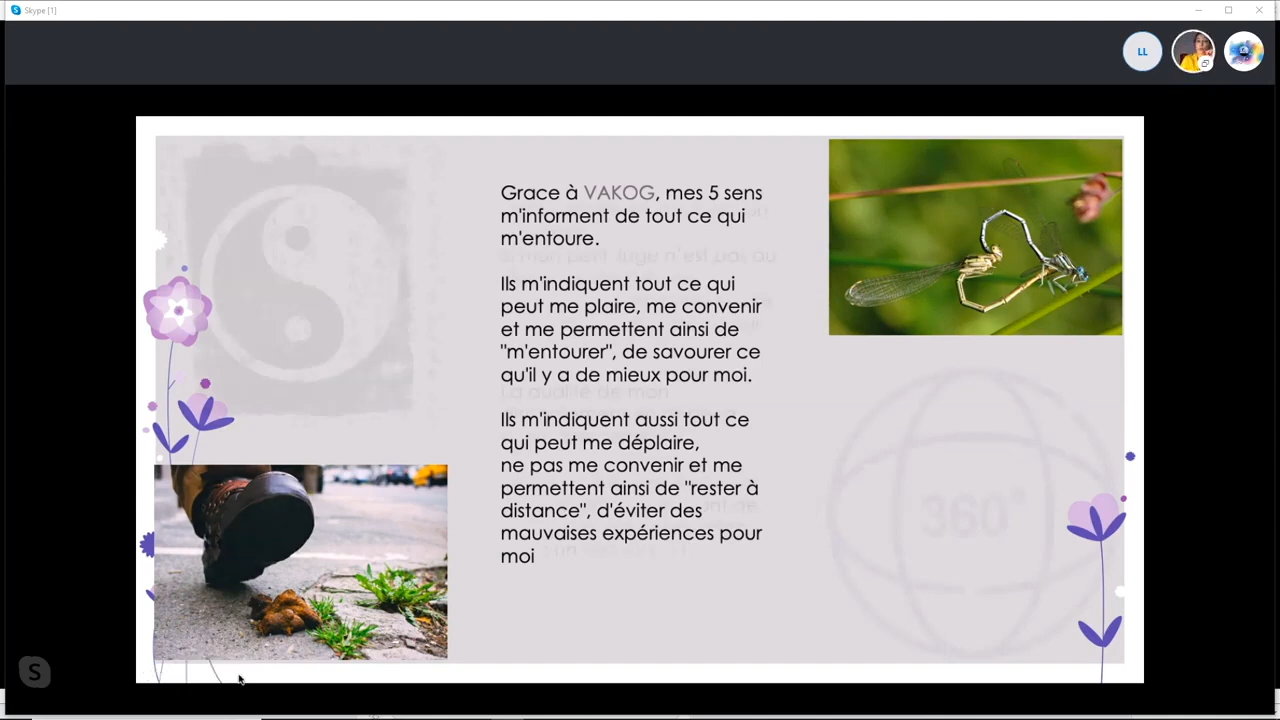 Skype [1]
LL
Grace à VAKOG, mes 5 sens
m'informent de tout ce qui
m'entoure.
Ils m'indiquent tout ce qui
peut me plaire, me convenir
et me permettent ainsi de
"m'entourer", de savourer ce
qu'il y a de mieux pour moi.
Ils m'indiquent aussi tout ce
qui peut me déplaire,
ne pas me convenir et me
permettent ainsi de "rester à
distance", d'éviter des
mauvaises expériences pour
moi
360°
S